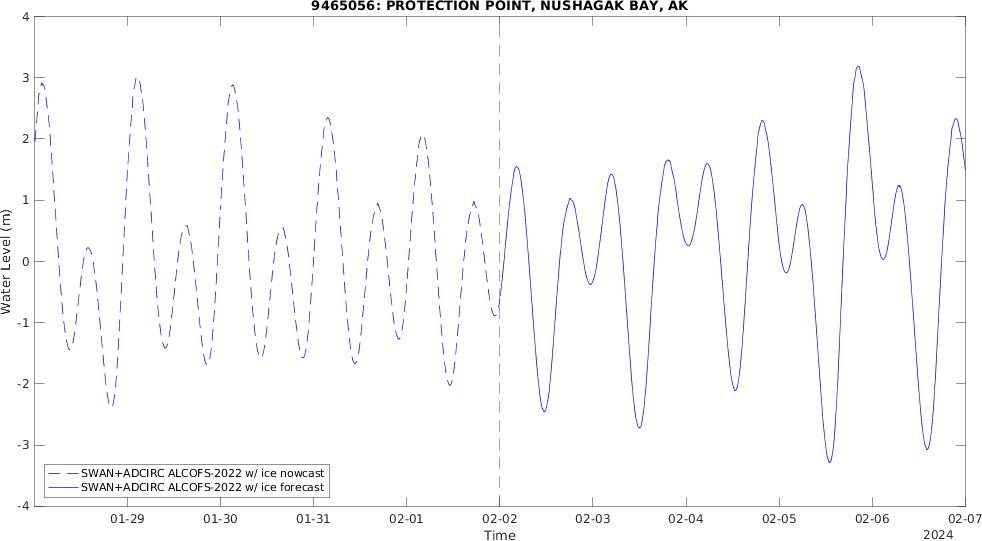 9465056: PROTECTION POINT, NUSHAGAK BAY, AK
Water Level (m)
4
3
2
1
0
-1
-2
-3
-4
SWAN+ADCIRC ALCOFS-2022 w/ ice nowcast
SWAN+ADCIRC ALCOFS-2022 w/ ice forecast
01-29 01-30 01-31 02-01 02-02 02-03 02-04 02-05 02-06 02-07
Time
2024